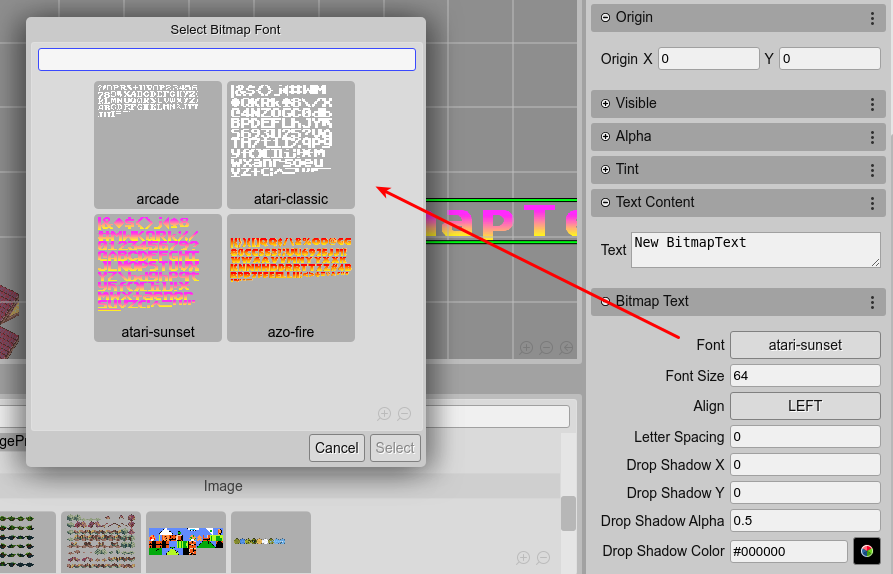 Select Bitmap Font
arcade
atari-classic
atari-sunset
azo-fire
Cancel
Select
Image
Origin
Origin X 0 Y 0
Visible
Alpha
Tint
Text Content
Text New BitmapText
Bitmap Text
Font atari-sunset
Font Size 64
Align LEFT
Letter Spacing 0
Drop Shadow X 0
Drop Shadow Y 0
Drop Shadow Alpha 0.5
Drop Shadow Color #000000